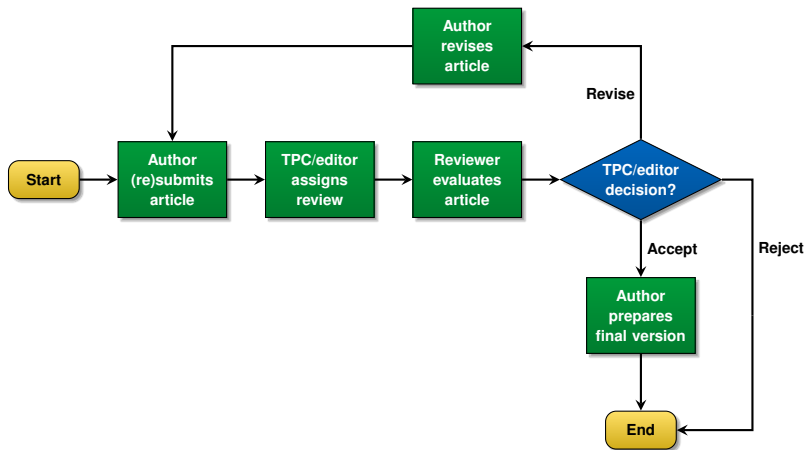 Author
revises
article
Revise
Start
Author
(re)submits
article
TPC/editor
assigns
review
Reviewer
evaluates
article
TPC/editor
decision?
Accept
Reject
Author
prepares
final version
End